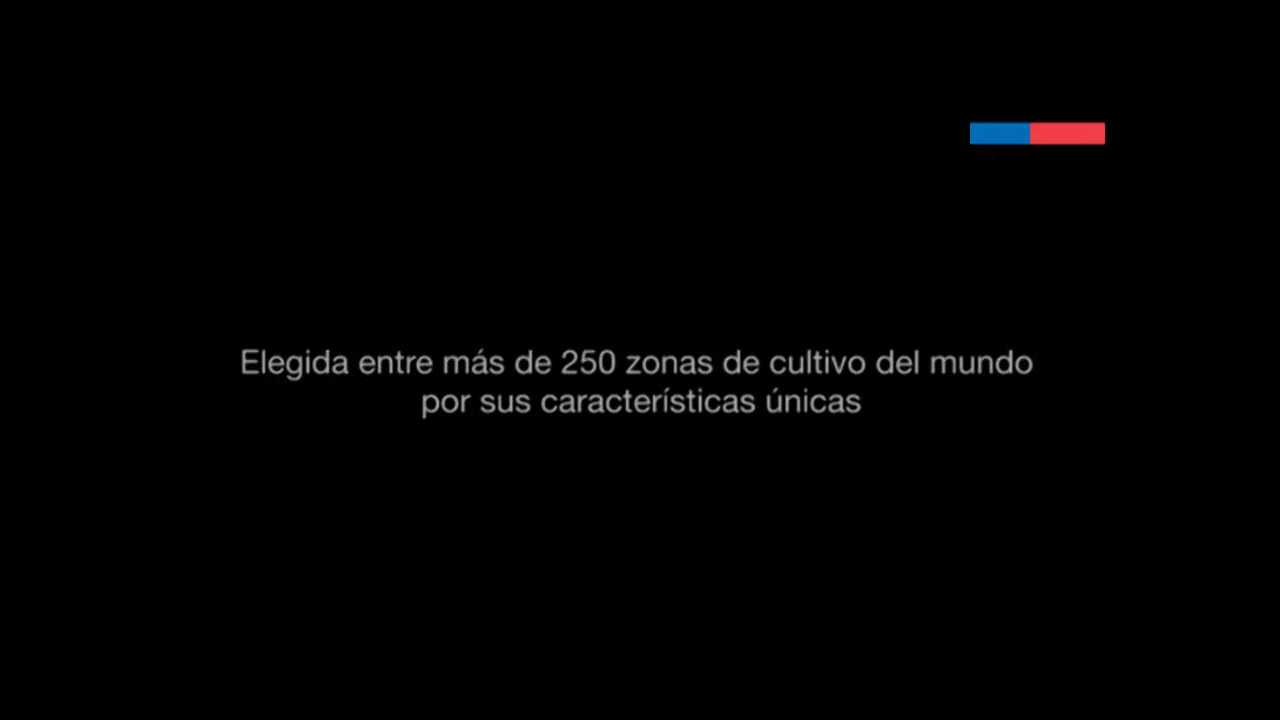 Elegida entre más de 250 zonas de cultivo del mundo
por sus características únicas